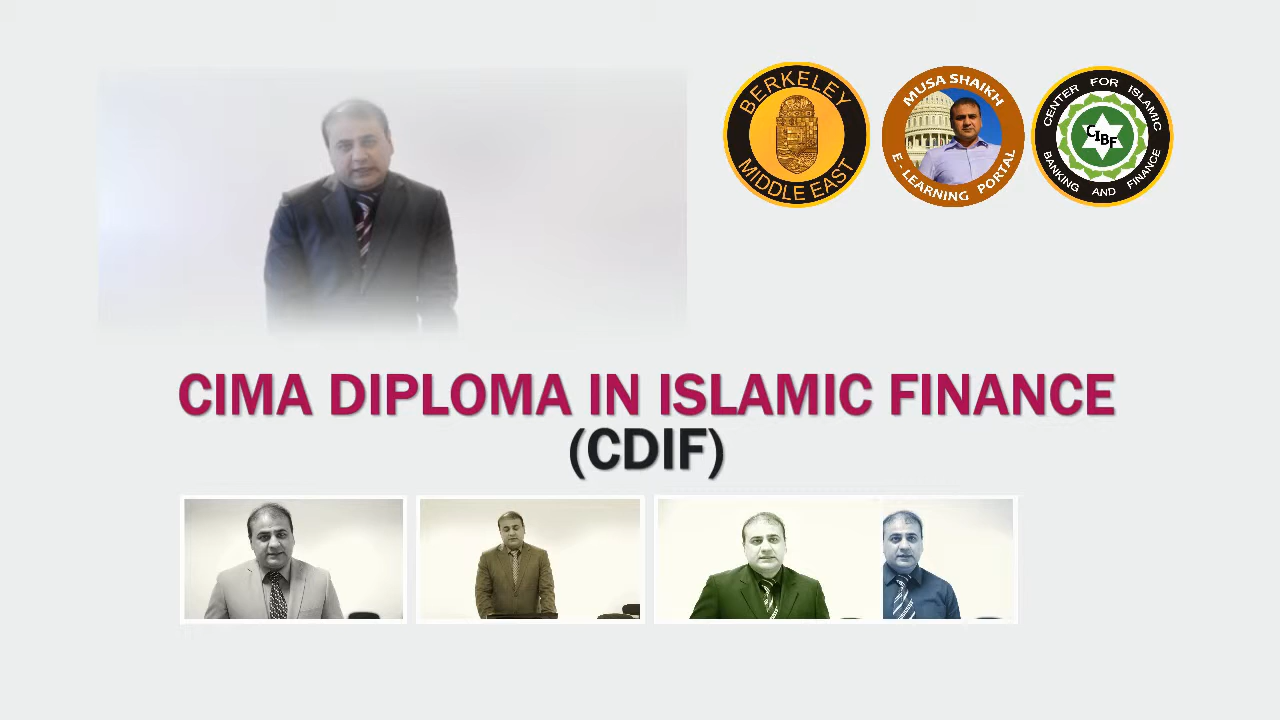 BERKELEY
MIDDLE EAST
MUSA SHAIKH
E - LEARNING PORTAL
CENTER FOR ISLAMIC
BANKING AND FINANCE
CIBF
CIMA DIPLOMA IN ISLAMIC FINANCE
(CDIF)